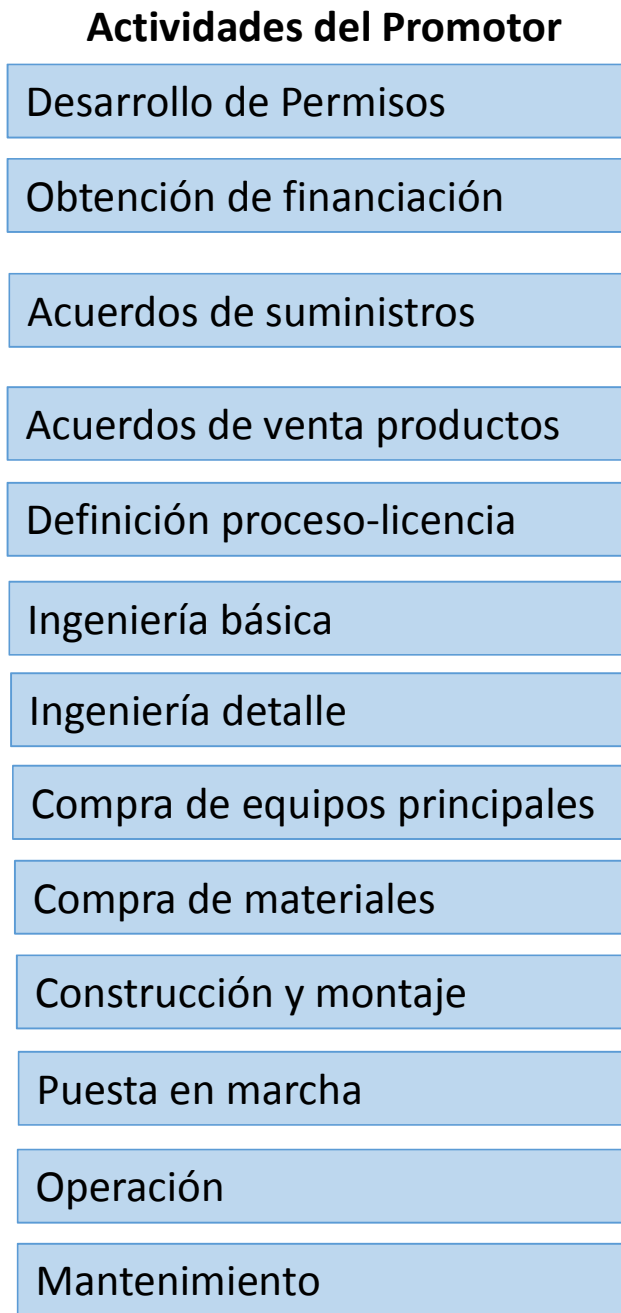 Actividades del Promotor
Desarrollo de Permisos
Obtención de financiación
Acuerdos de suministros
Acuerdos de venta productos
Definición proceso-licencia
Ingeniería básica
Ingeniería detalle
Compra de equipos principales
Compra de materiales
Construcción y montaje
Puesta en marcha
Operación
Mantenimiento